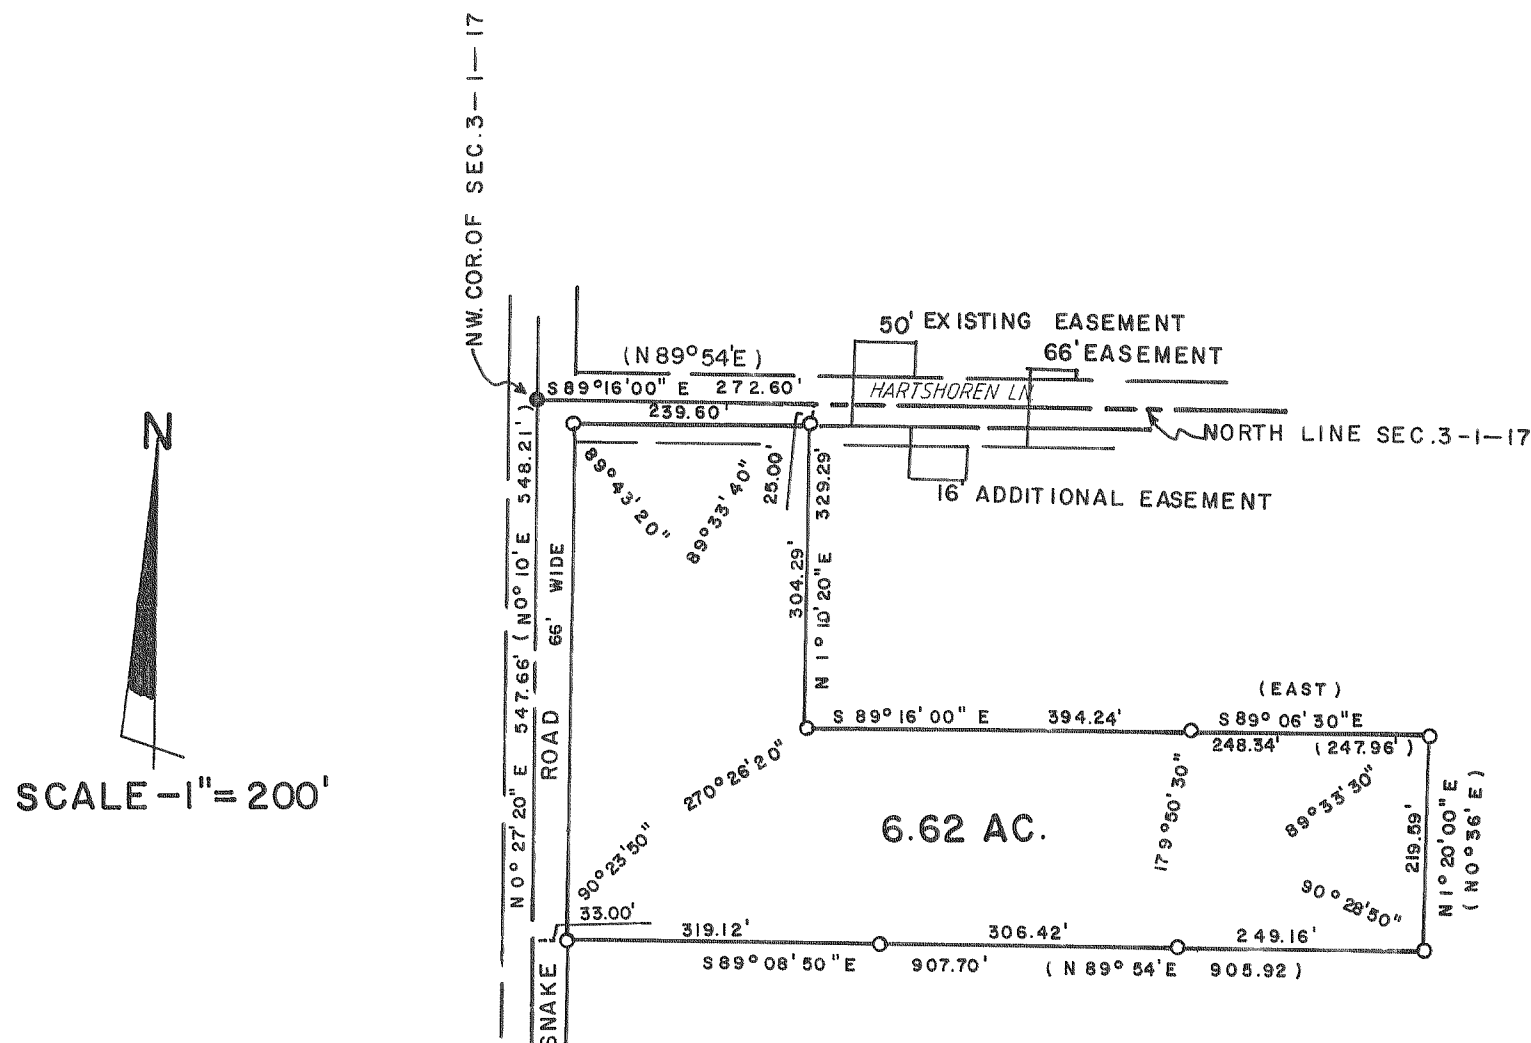 NW. COR. OF SEC. 3-1-17
50' EXISTING EASEMENT
66' EASEMENT
(N 89° 54' E)
S 89° 16' 00" E 272.60'
HARTSHOREN LN
239.60'
NORTH LINE SEC. 3-1-17
16' ADDITIONAL EASEMENT
N
SCALE-1"= 200'
N 0° 27' 20" E 547.66' (N 0° 10' E 548.21')
SNAKE ROAD 66' WIDE
89° 43' 20"
89° 33' 40"
25.00'
304.29'
N 1° 10' 20" E 329.29'
(EAST)
S 89° 16' 00" E 394.24'
S 89° 06' 30" E
248.34' (247.96')
270° 26' 20"
179° 50' 30"
89° 33' 30"
219.59'
N 1° 20' 00" E
(N 0° 36' E)
6.62 AC.
90° 23' 50"
90° 28' 50"
33.00'
319.12'
306.42'
249.16'
S 89° 08' 50" E 907.70' (N 89° 54' E 905.92)